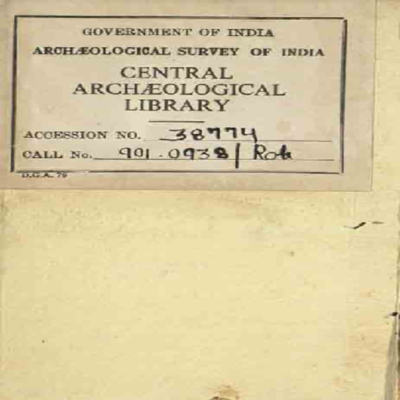 GOVERNMENT OF INDIA
ARCHÆOLOGICAL SURVEY OF INDIA
CENTRAL
ARCHÆOLOGICAL
LIBRARY
ACCESSION NO. 38774
CALL No. 901.0938/Rob
D.G.A. 79